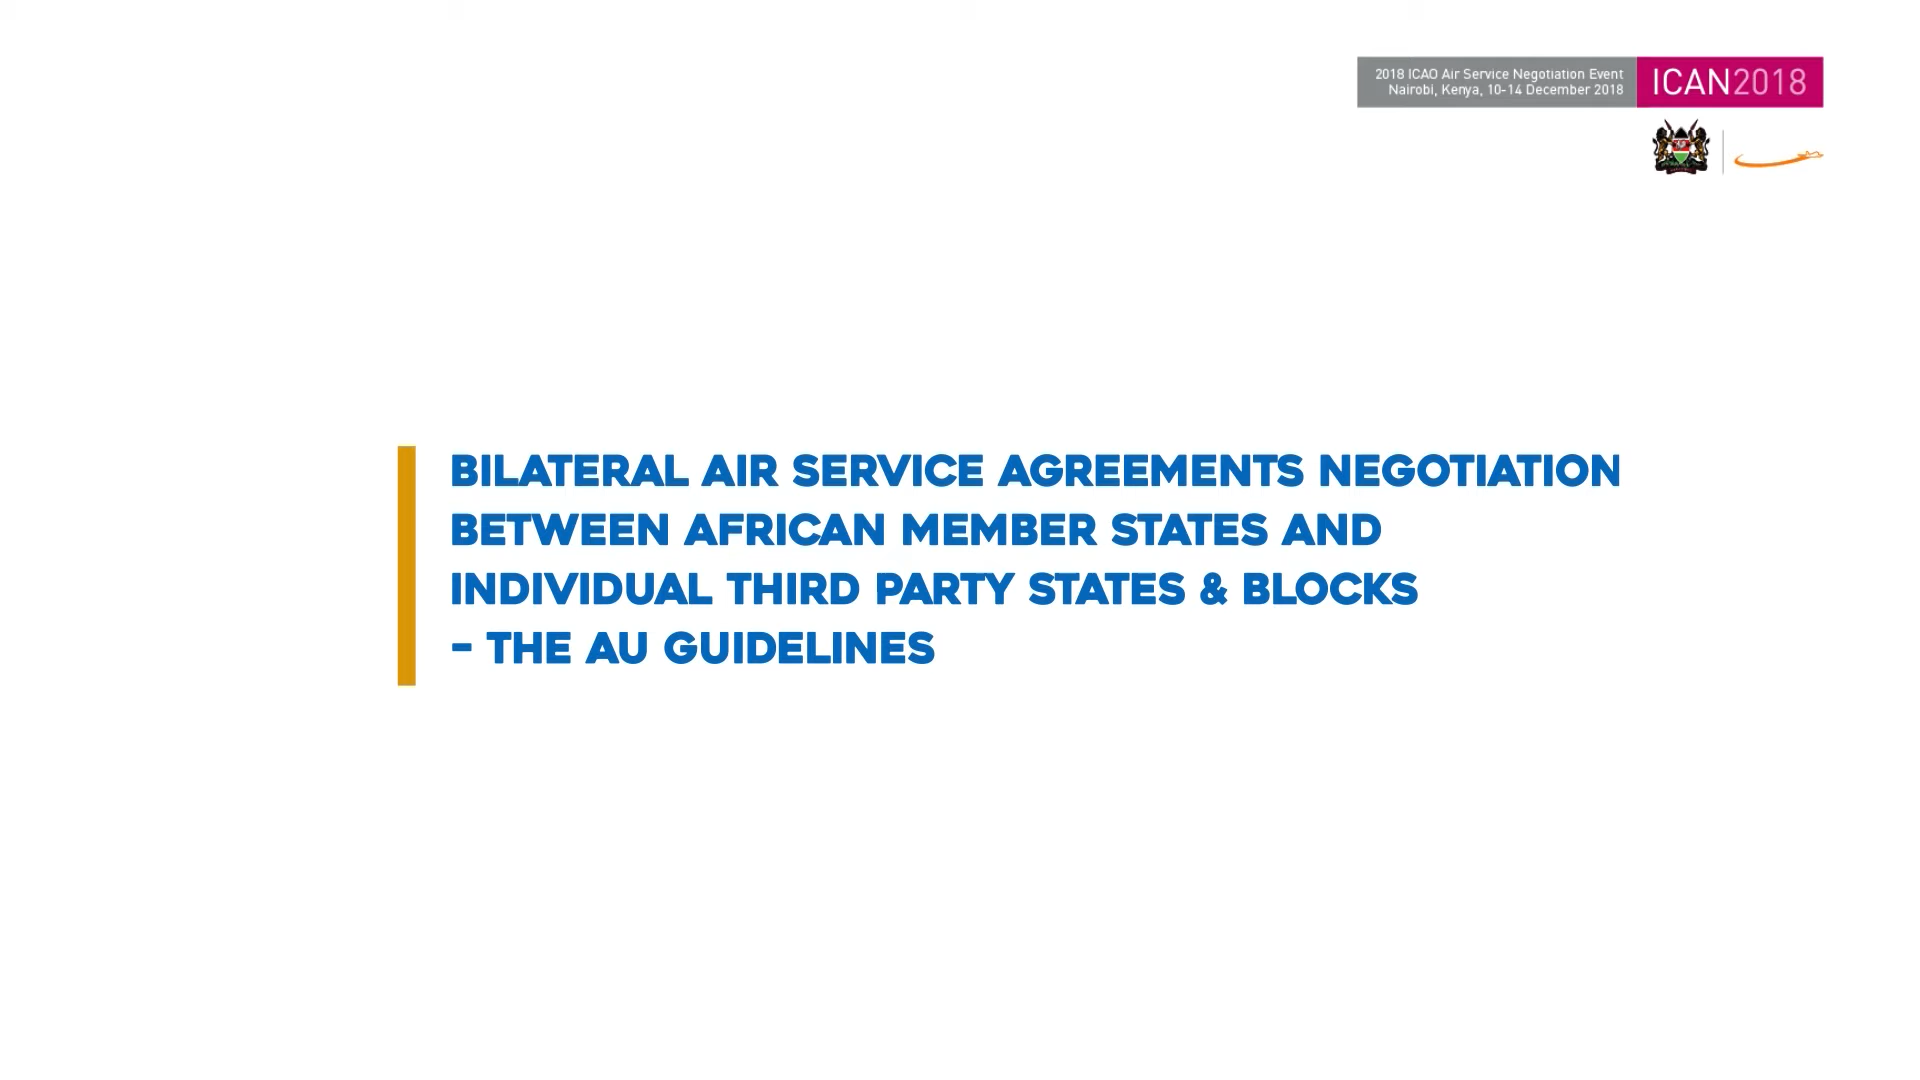 2018 ICAO Air Service Negotiation Event
Nairobi, Kenya, 10-14 December 2018
ICAN2018
BILATERAL AIR SERVICE AGREEMENTS NEGOTIATION
BETWEEN AFRICAN MEMBER STATES AND
INDIVIDUAL THIRD PARTY STATES & BLOCKS
- THE AU GUIDELINES